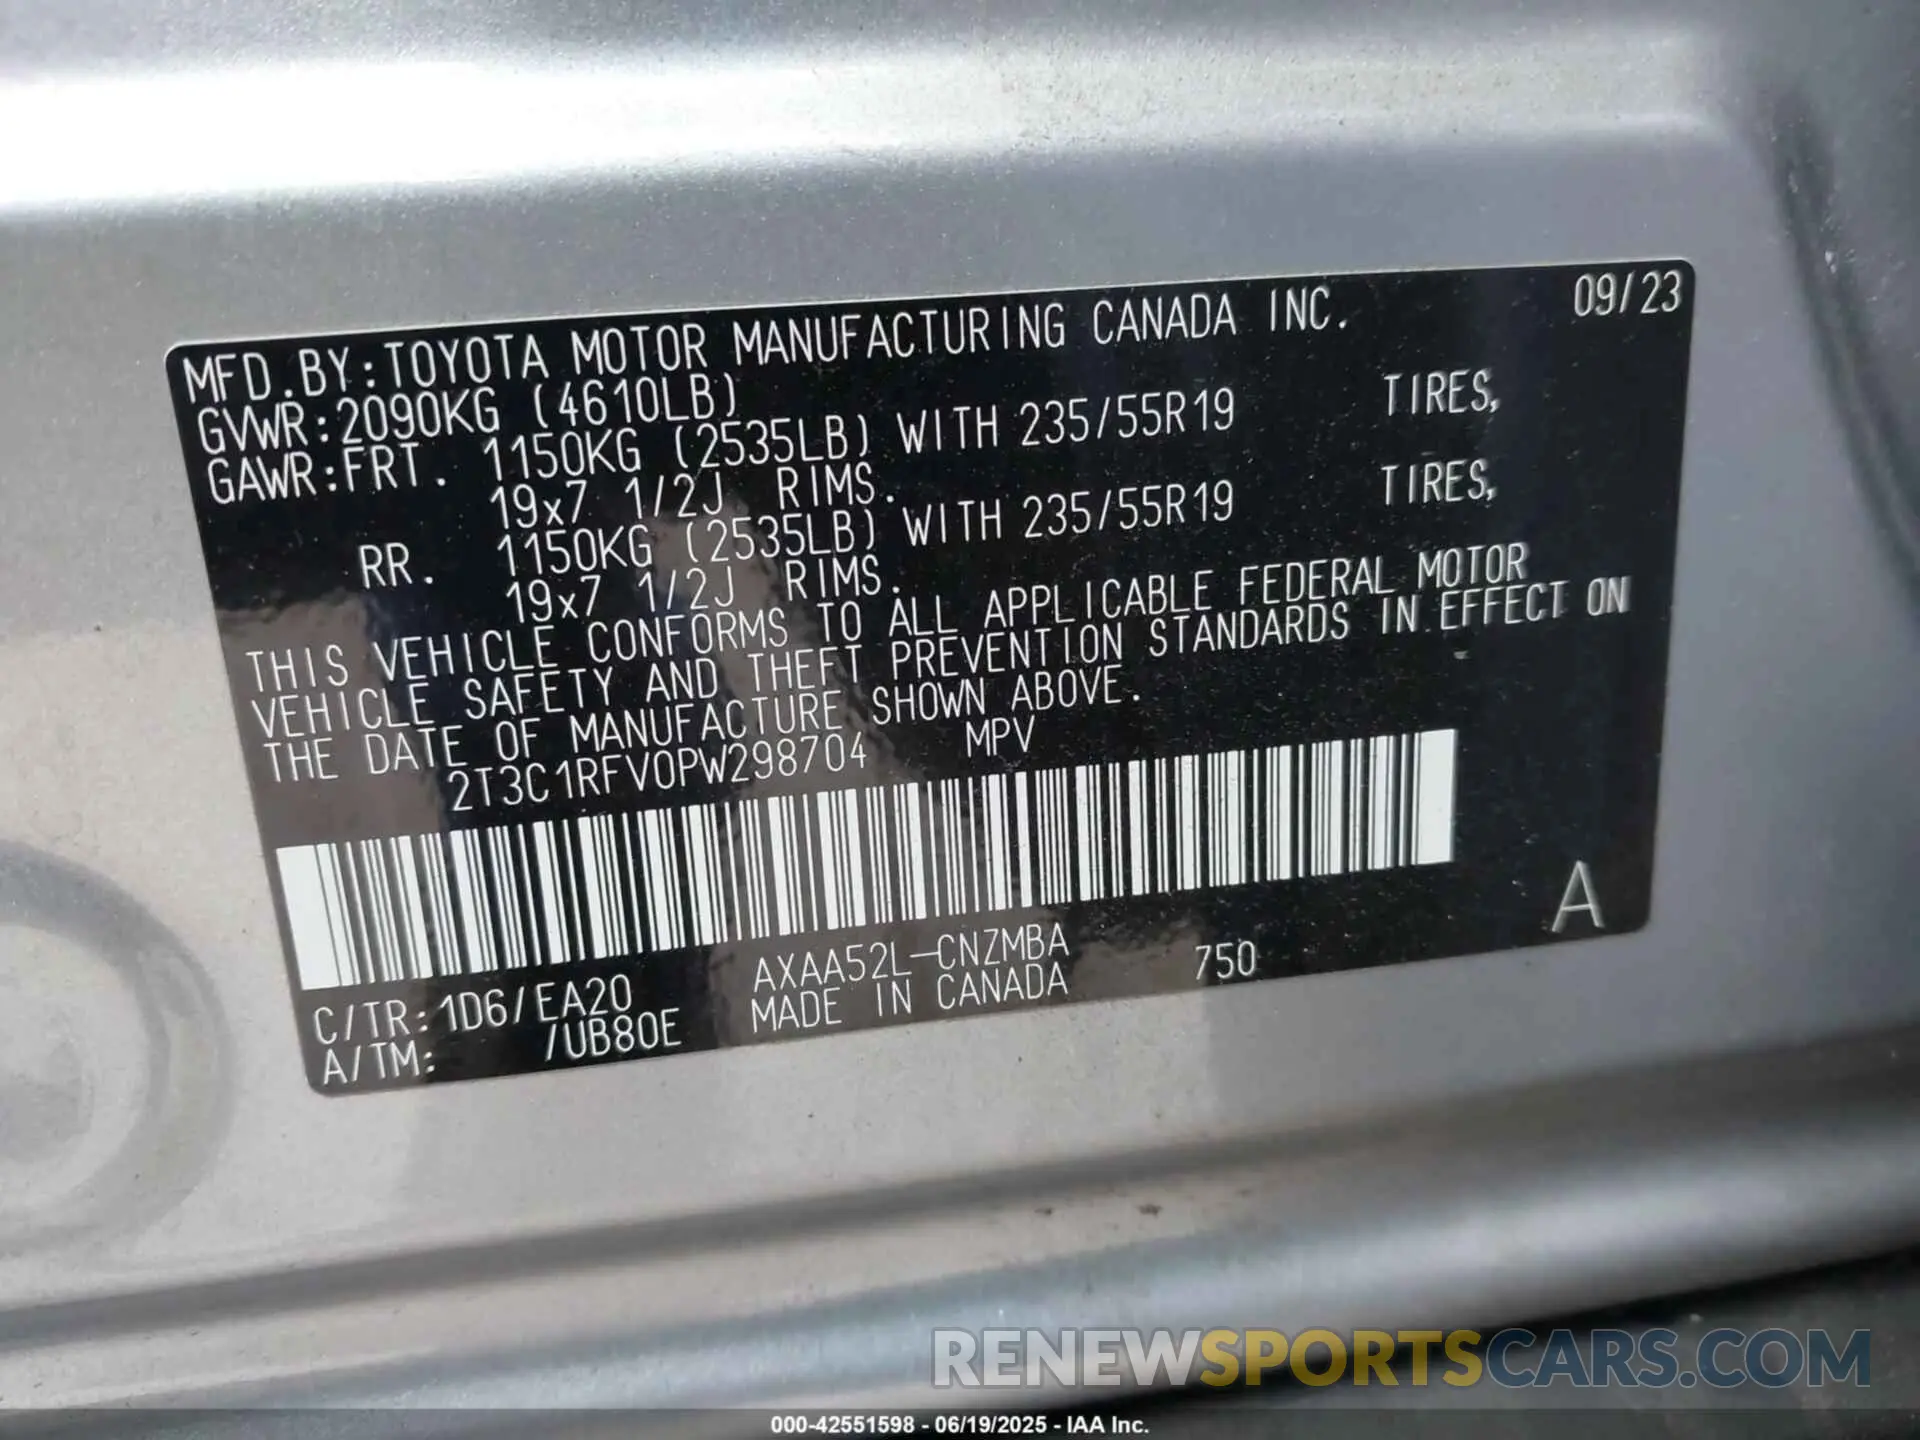 09/23
MFD.BY:TOYOTA MOTOR MANUFACTURING CANADA INC.
GVWR:2090KG (4610LB)
GAWR:FRT. 1150KG (2535LB) WITH 235/55R19 TIRES,
19x7 1/2J RIMS.
RR. 1150KG (2535LB) WITH 235/55R19 TIRES,
19x7 1/2J RIMS.
THIS VEHICLE CONFORMS TO ALL APPLICABLE FEDERAL MOTOR
VEHICLE SAFETY AND THEFT PREVENTION STANDARDS IN EFFECT ON
THE DATE OF MANUFACTURE SHOWN ABOVE.
2T3C1RFV0PW298704 MPV
C/TR:1D6/EA20 AXAA52L-CNZMBA 750 A
A/TM: /UB80E MADE IN CANADA
RENEWSPORTSCARS.COM
000-42551598 - 06/19/2025 - IAA Inc.